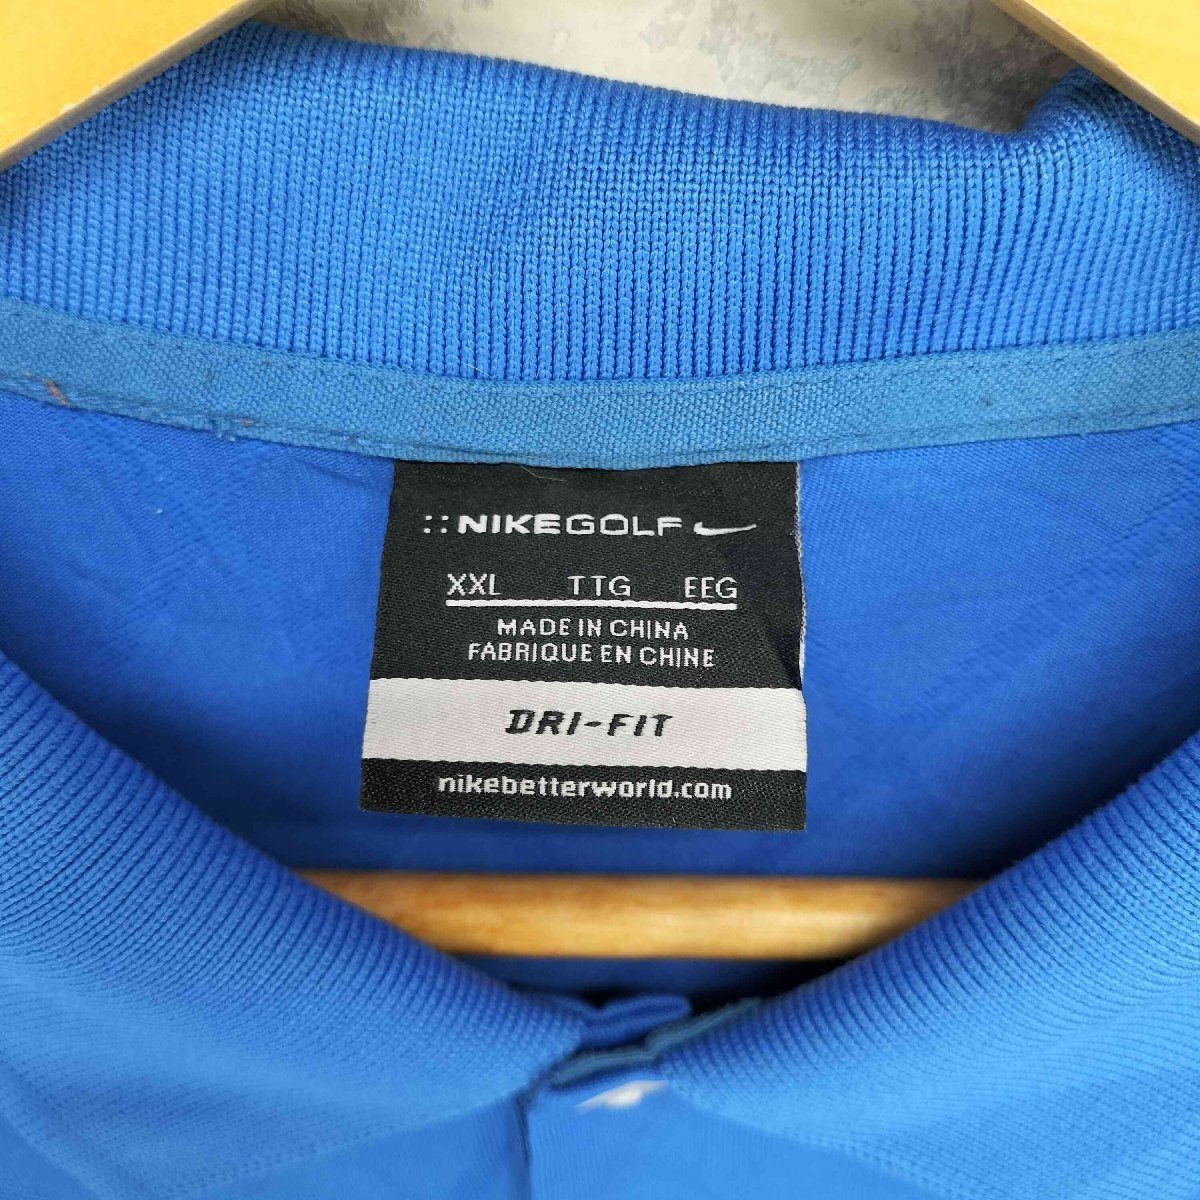 ::NIKEGOLF
XXL TTG EEG
MADE IN CHINA
FABRIQUE EN CHINE
DRI-FIT
nikebetterworld.com